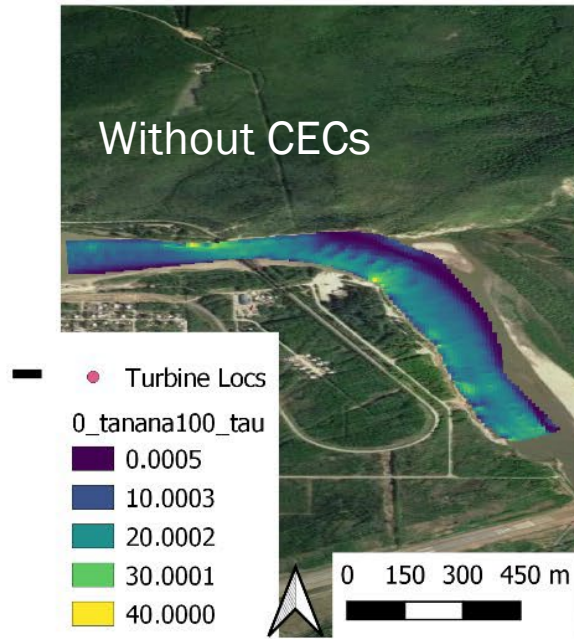 Without CECs
Turbine Locs
0_tanana100_tau
0.0005
10.0003
20.0002
30.0001
40.0000
0 150 300 450 m